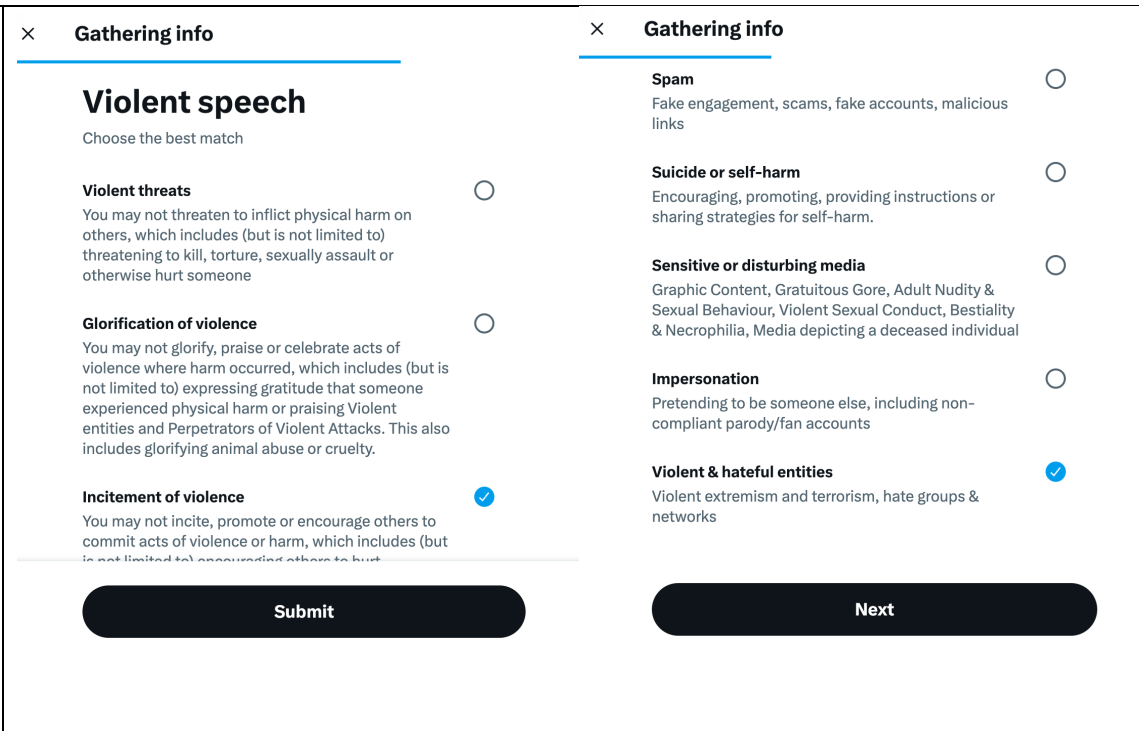 Gathering info
Violent speech
Choose the best match
Violent threats
You may not threaten to inflict physical harm on
others, which includes (but is not limited to)
threatening to kill, torture, sexually assault or
otherwise hurt someone
Glorification of violence
You may not glorify, praise or celebrate acts of
violence where harm occurred, which includes (but is
not limited to) expressing gratitude that someone
experienced physical harm or praising Violent
entities and Perpetrators of Violent Attacks. This also
includes glorifying animal abuse or cruelty.
Incitement of violence
You may not incite, promote or encourage others to
commit acts of violence or harm, which includes (but
is not limited to) encouraging others to hurt
Submit
Gathering info
Spam
Fake engagement, scams, fake accounts, malicious
links
Suicide or self-harm
Encouraging, promoting, providing instructions or
sharing strategies for self-harm.
Sensitive or disturbing media
Graphic Content, Gratuitous Gore, Adult Nudity &
Sexual Behaviour, Violent Sexual Conduct, Bestiality
& Necrophilia, Media depicting a deceased individual
Impersonation
Pretending to be someone else, including non-
compliant parody/fan accounts
Violent & hateful entities
Violent extremism and terrorism, hate groups &
networks
Next